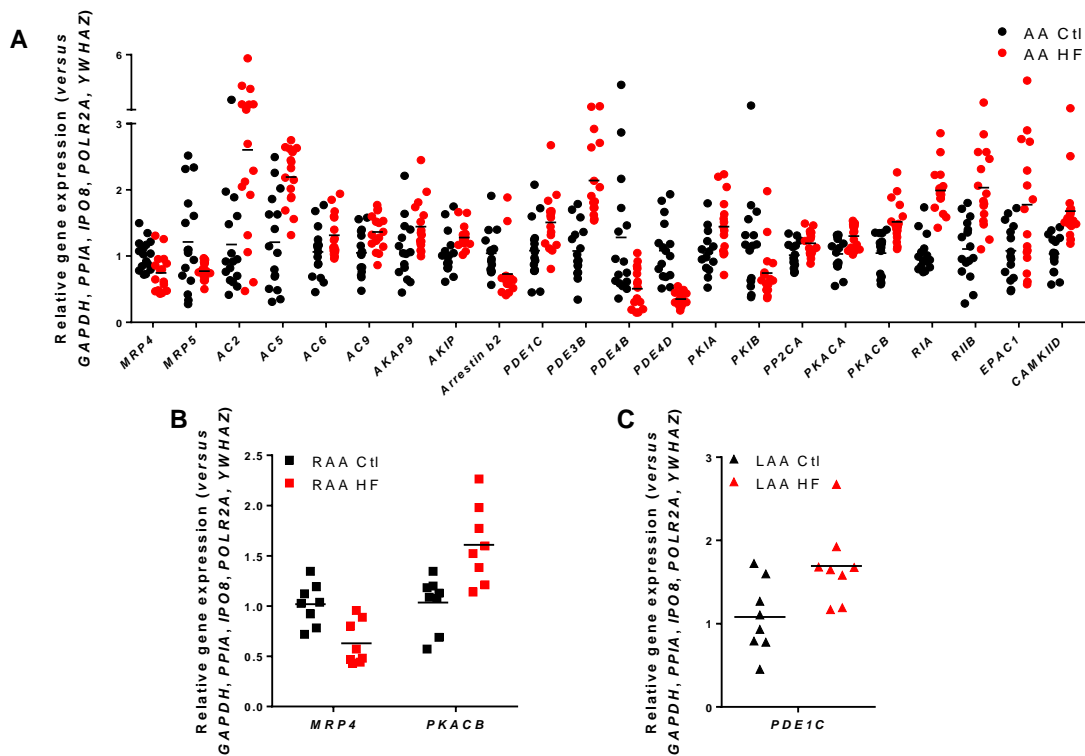 A
Relative gene expression (versus
GAPDH, PPIA, IPO8, POLR2A, YWHAZ)
AA Ctl
AA HF
6
3
2
1
0
MRP4
MRP5
AC2
AC5
AC6
AC9
AKAP9
AKIP
Arrestin b2
PDE1C
PDE3B
PDE4B
PDE4D
PKIA
PKIB
PP2CA
PKACA
PKACB
RIA
RIIB
EPAC1
CAMKIID
B
Relative gene expression (versus
GAPDH, PPIA, IPO8, POLR2A, YWHAZ)
RAA Ctl
RAA HF
2.5
2.0
1.5
1.0
0.5
0.0
MRP4
PKACB
C
Relative gene expression (versus
GAPDH, PPIA, IPO8, POLR2A, YWHAZ)
LAA Ctl
LAA HF
3
2
1
0
PDE1C